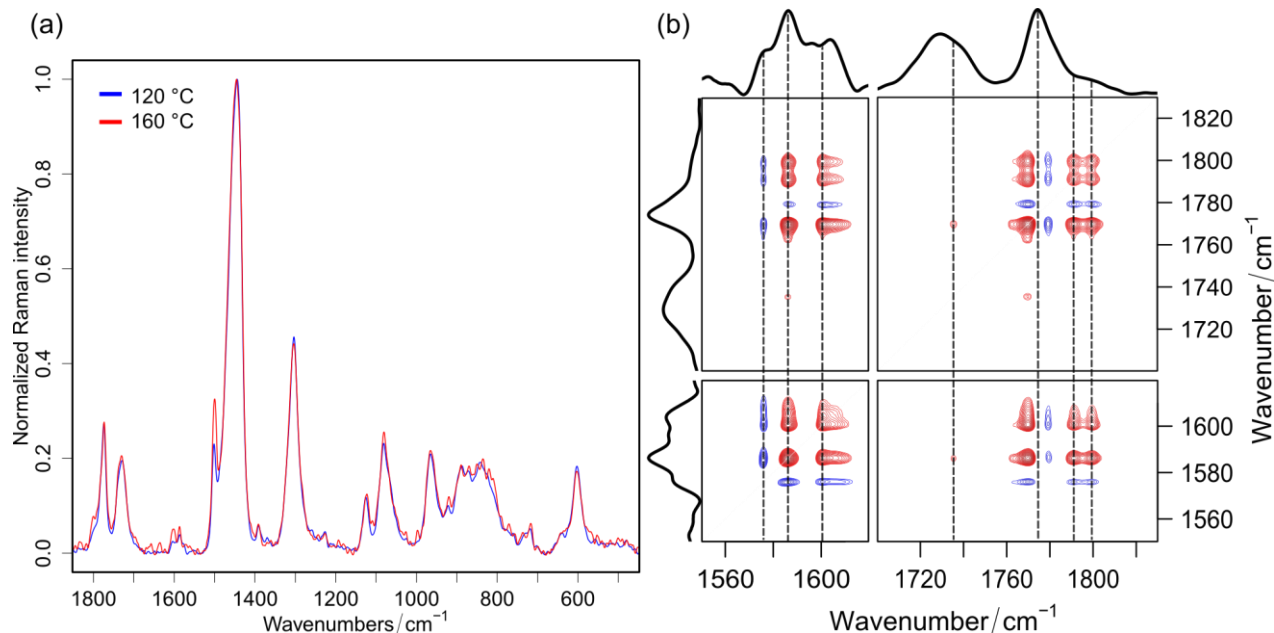 (a)
Normalized Raman intensity
1.0
0.8
0.6
0.4
0.2
0.0
120 °C
160 °C
1800 1600 1400 1200 1000 800 600
Wavenumbers/cm⁻¹
(b)
1820
1800
1780
1760
1740
1720
1600
1580
1560
Wavenumber/cm⁻¹
1560 1600 1720 1760 1800
Wavenumber/cm⁻¹